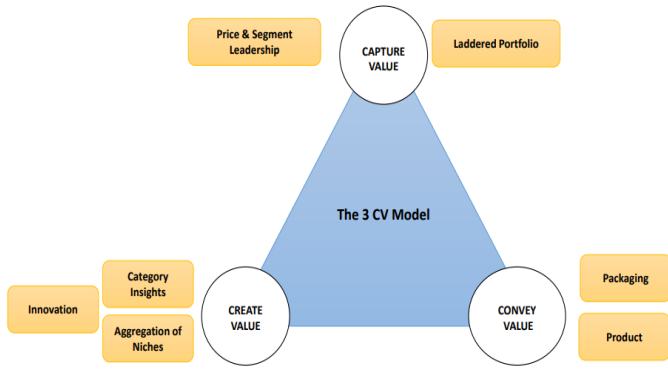 Price & Segment
Leadership
CAPTURE
VALUE
Laddered Portfolio
The 3 CV Model
Innovation
Category
Insights
Aggregation of
Niches
CREATE
VALUE
CONVEY
VALUE
Packaging
Product